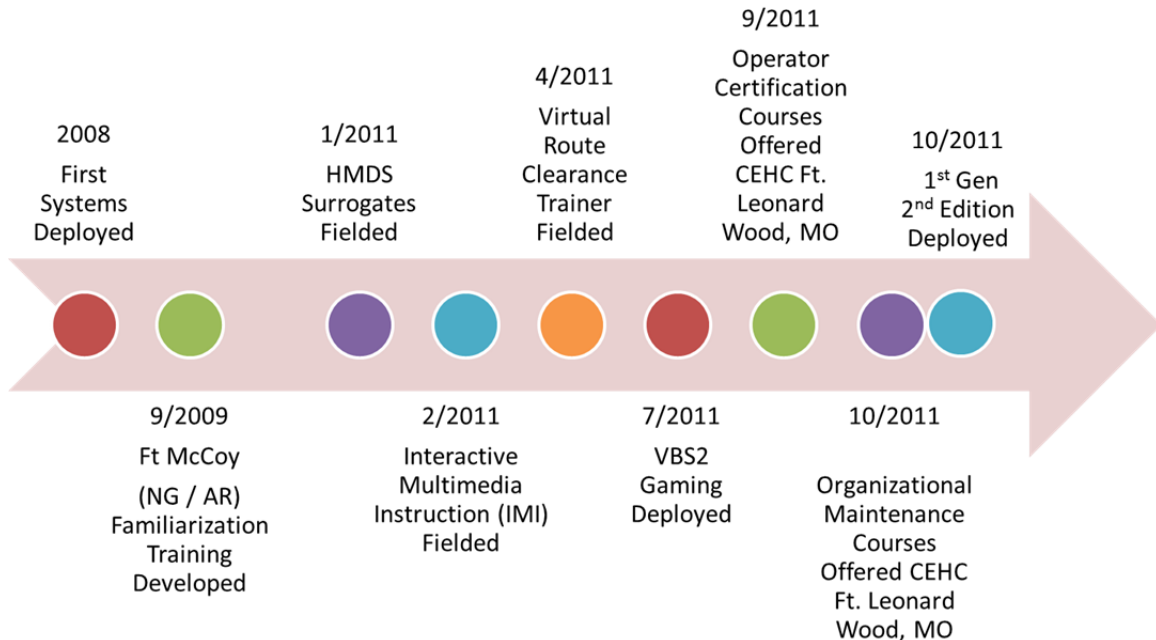 2008
First
Systems
Deployed
9/2009
Ft McCoy
(NG / AR)
Familiarization
Training
Developed
1/2011
HMDS
Surrogates
Fielded
2/2011
Interactive
Multimedia
Instruction (IMI)
Fielded
4/2011
Virtual
Route
Clearance
Trainer
Fielded
7/2011
VBS2
Gaming
Deployed
9/2011
Operator
Certification
Courses
Offered
CEHC Ft.
Leonard
Wood, MO
10/2011
Organizational
Maintenance
Courses
Offered CEHC
Ft. Leonard
Wood, MO
10/2011
1st Gen
2nd Edition
Deployed